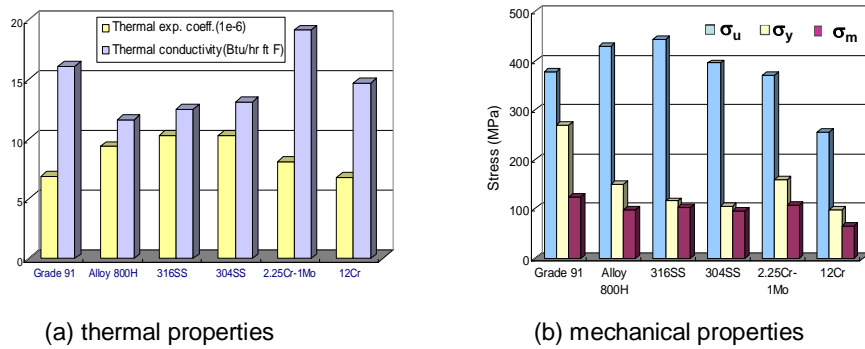 20
15
10
5
0
Thermal exp. coeff.(1e-6)
Thermal conductivity(Btu/hr ft F)
Grade 91 Alloy 800H 316SS 304SS 2.25Cr-1Mo 12Cr
(a) thermal properties
500
400
300
200
100
0
Stress (MPa)
σu σy σm
Grade 91 Alloy 316SS 304SS 2.25Cr- 12Cr
800H 1Mo
(b) mechanical properties